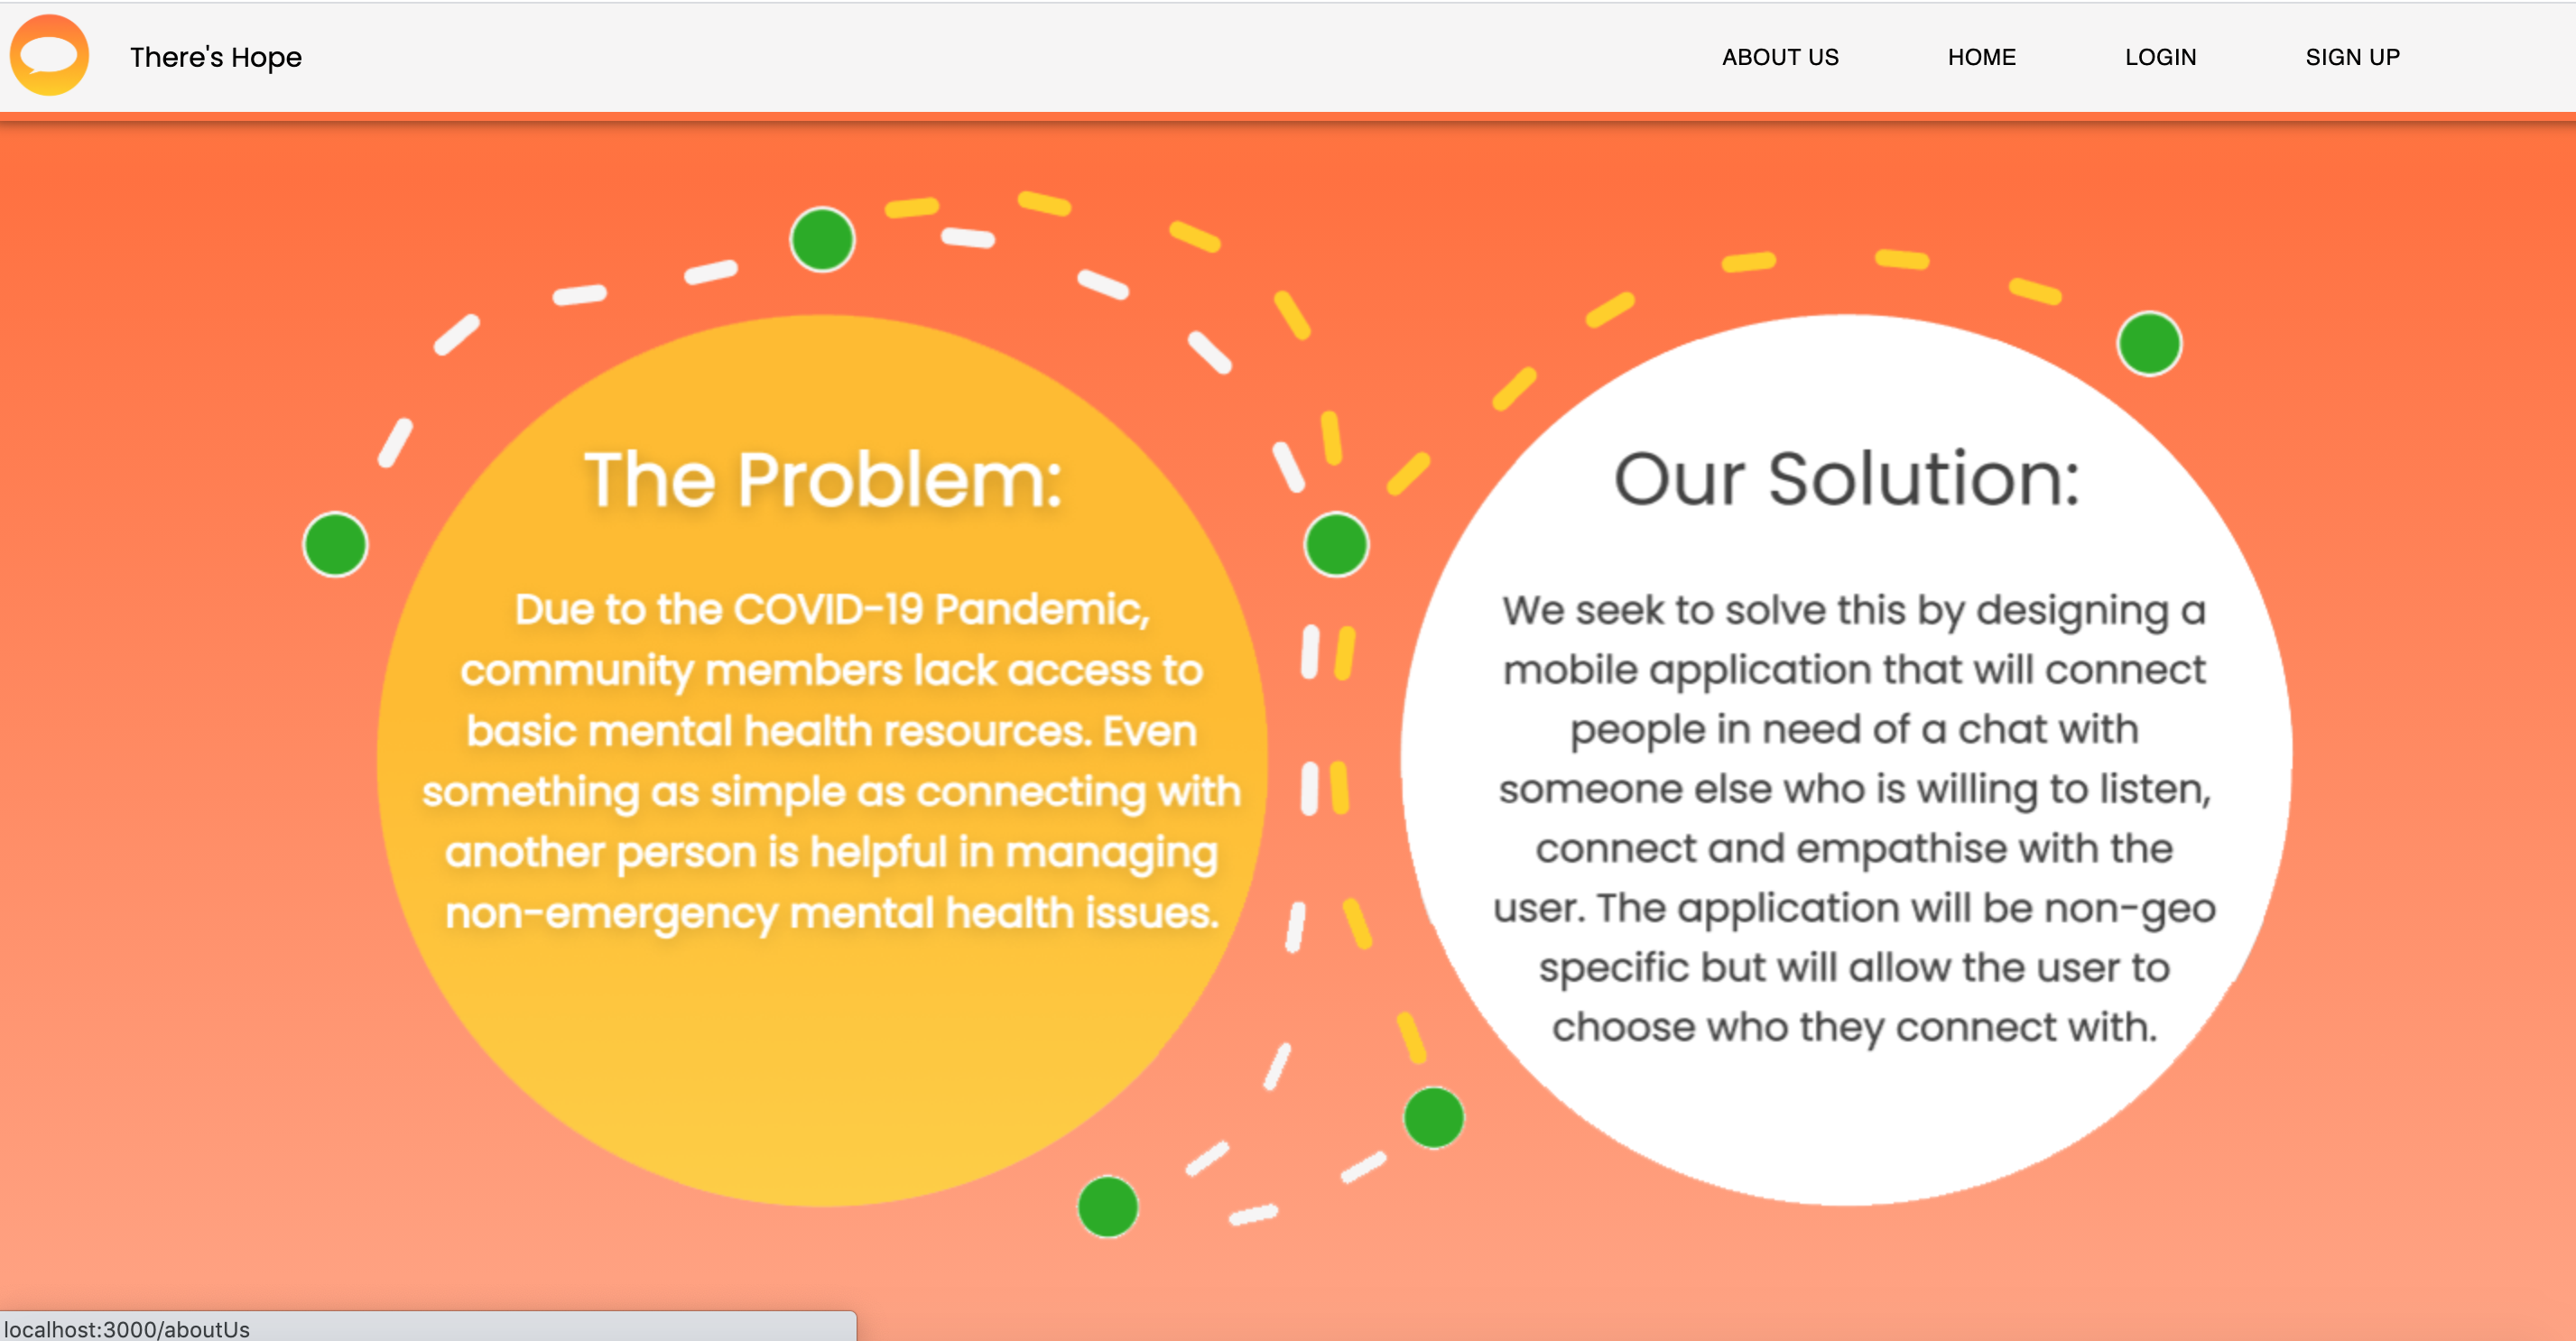 There's Hope
ABOUT US
HOME
LOGIN
SIGN UP
The Problem:
Due to the COVID-19 Pandemic,
community members lack access to
basic mental health resources. Even
something as simple as connecting with
another person is helpful in managing
non-emergency mental health issues.
Our Solution:
We seek to solve this by designing a
mobile application that will connect
people in need of a chat with
someone else who is willing to listen,
connect and empathise with the
user. The application will be non-geo
specific but will allow the user to
choose who they connect with.
localhost:3000/aboutUs